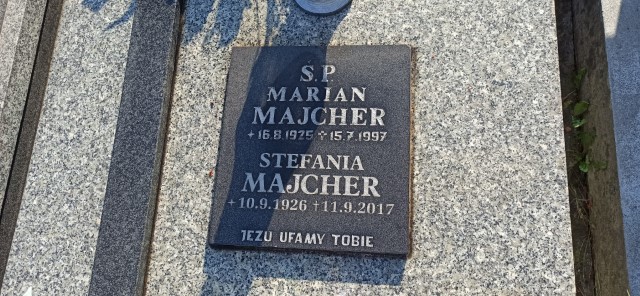 Ś.P.
MARIAN
MAJCHER
+16.8.1925 +15.7.1997
STEFANIA
MAJCHER
+10.9.1926 +11.9.2017
JEZU UFAMY TOBIE